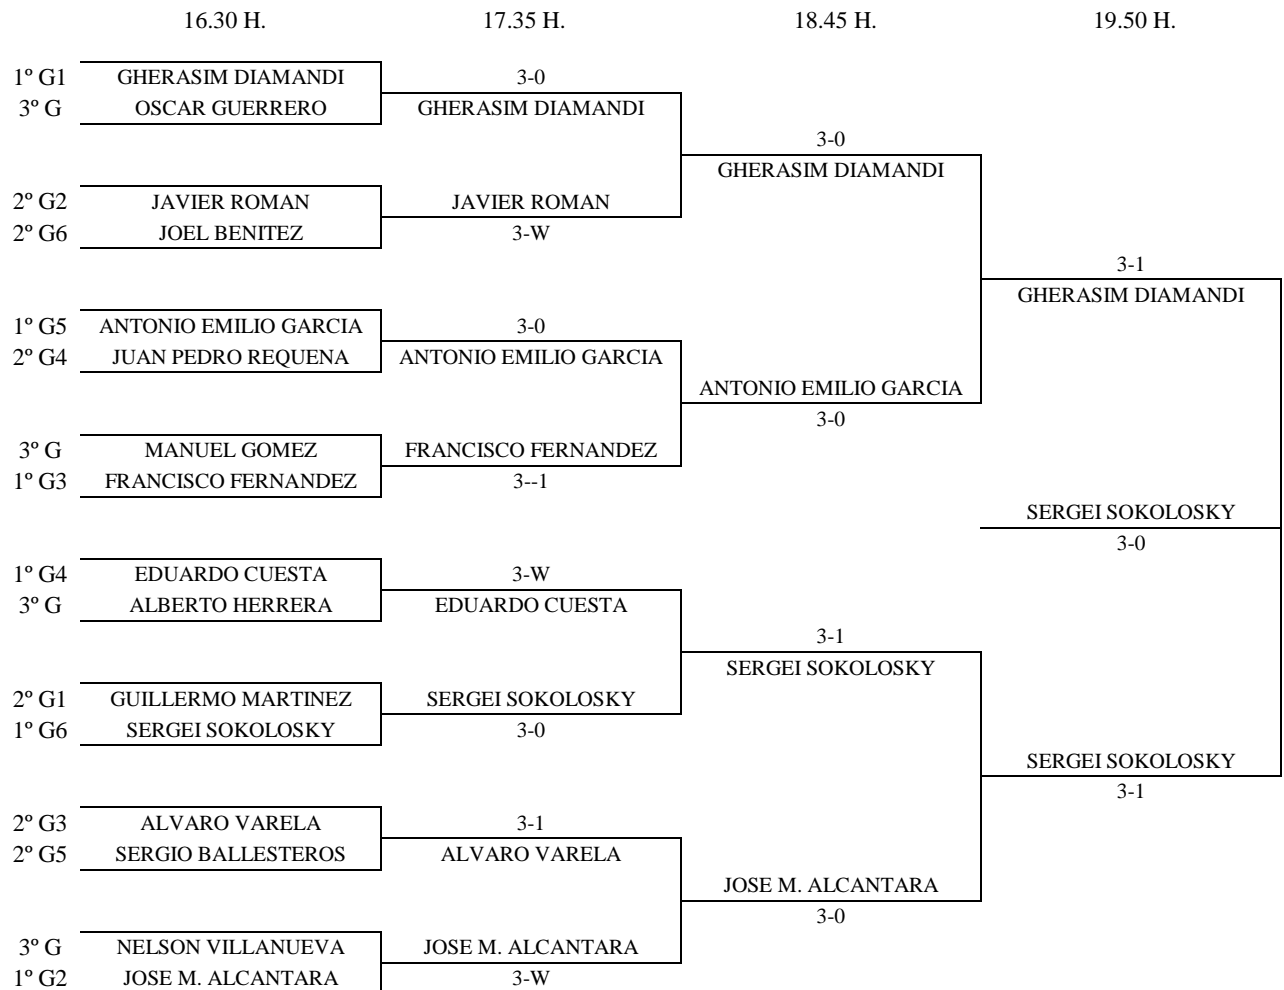 16.30 H. 17.35 H. 18.45 H. 19.50 H.
1º G1 GHERASIM DIAMANDI 3-0
3º G OSCAR GUERRERO GHERASIM DIAMANDI
3-0
GHERASIM DIAMANDI
2º G2 JAVIER ROMAN JAVIER ROMAN
2º G6 JOEL BENITEZ 3-W
3-1
GHERASIM DIAMANDI
1º G5 ANTONIO EMILIO GARCIA 3-0
2º G4 JUAN PEDRO REQUENA ANTONIO EMILIO GARCIA
ANTONIO EMILIO GARCIA
3-0
3º G MANUEL GOMEZ FRANCISCO FERNANDEZ
1º G3 FRANCISCO FERNANDEZ 3--1
SERGEI SOKOLOSKY
3-0
1º G4 EDUARDO CUESTA 3-W
3º G ALBERTO HERRERA EDUARDO CUESTA
3-1
SERGEI SOKOLOSKY
2º G1 GUILLERMO MARTINEZ SERGEI SOKOLOSKY
1º G6 SERGEI SOKOLOSKY 3-0
SERGEI SOKOLOSKY
3-1
2º G3 ALVARO VARELA 3-1
2º G5 SERGIO BALLESTEROS ALVARO VARELA
JOSE M. ALCANTARA
3-0
3º G NELSON VILLANUEVA JOSE M. ALCANTARA
1º G2 JOSE M. ALCANTARA 3-W